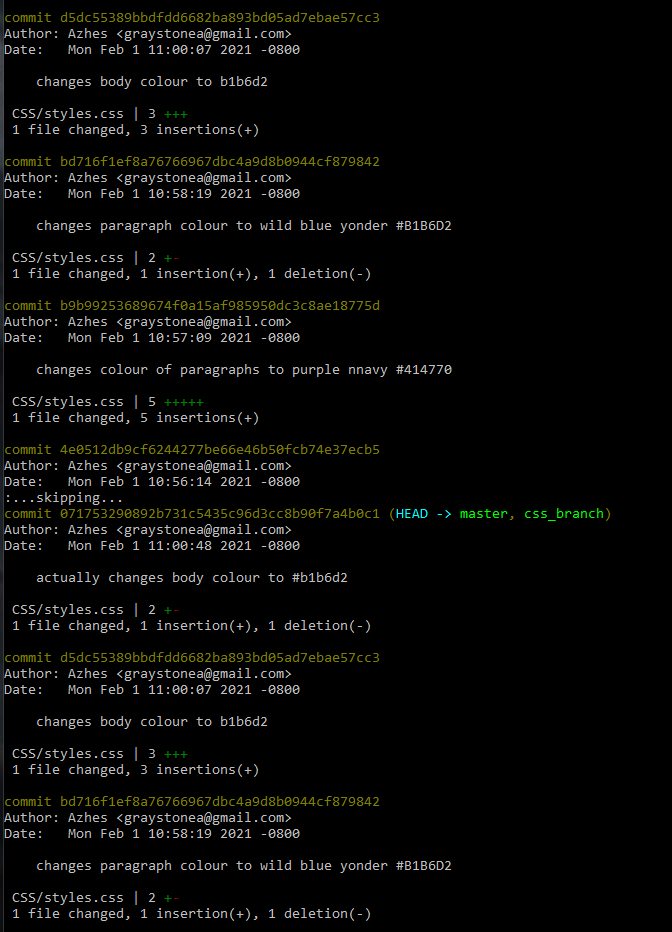 commit d5dc55389bbdfdd6682ba893bd05ad7ebae57cc3
Author: Azhes <graystonea@gmail.com>
Date:   Mon Feb 1 11:00:07 2021 -0800
changes body colour to b1b6d2
CSS/styles.css | 3 +++
1 file changed, 3 insertions(+)
commit bd716f1ef8a76766967dbc4a9d8b0944cf879842
Author: Azhes <graystonea@gmail.com>
Date:   Mon Feb 1 10:58:19 2021 -0800
changes paragraph colour to wild blue yonder #B1B6D2
CSS/styles.css | 2 +-
1 file changed, 1 insertion(+), 1 deletion(-)
commit b9b99253689674f0a15af985950dc3c8ae18775d
Author: Azhes <graystonea@gmail.com>
Date:   Mon Feb 1 10:57:09 2021 -0800
changes colour of paragraphs to purple nnavy #414770
CSS/styles.css | 5 +++++
1 file changed, 5 insertions(+)
commit 4e0512db9cf6244277be66e46b50fcb74e37ecb5
Author: Azhes <graystonea@gmail.com>
Date:   Mon Feb 1 10:56:14 2021 -0800
:...skipping...
commit 071753290892b731c5435c96d3cc8b90f7a4b0c1 (HEAD -> master, css_branch)
Author: Azhes <graystonea@gmail.com>
Date:   Mon Feb 1 11:00:48 2021 -0800
actually changes body colour to #b1b6d2
CSS/styles.css | 2 +-
1 file changed, 1 insertion(+), 1 deletion(-)
commit d5dc55389bbdfdd6682ba893bd05ad7ebae57cc3
Author: Azhes <graystonea@gmail.com>
Date:   Mon Feb 1 11:00:07 2021 -0800
changes body colour to b1b6d2
CSS/styles.css | 3 +++
1 file changed, 3 insertions(+)
commit bd716f1ef8a76766967dbc4a9d8b0944cf879842
Author: Azhes <graystonea@gmail.com>
Date:   Mon Feb 1 10:58:19 2021 -0800
changes paragraph colour to wild blue yonder #B1B6D2
CSS/styles.css | 2 +-
1 file changed, 1 insertion(+), 1 deletion(-)